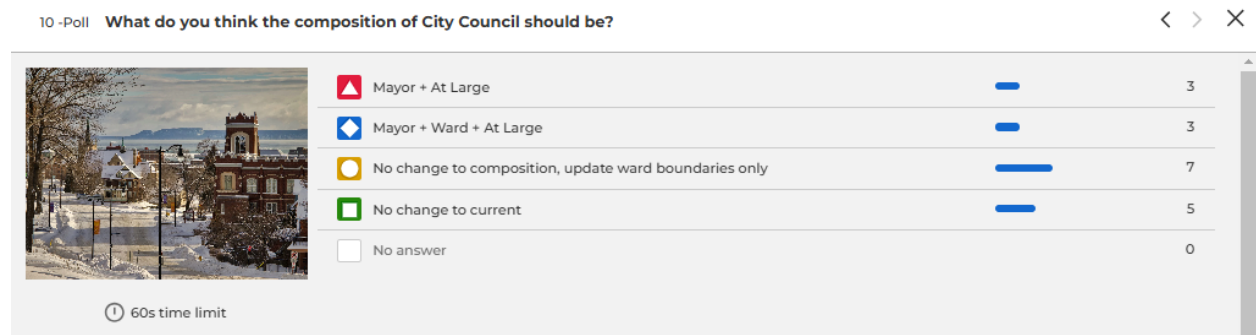 10 -Poll What do you think the composition of City Council should be?
Mayor + At Large 3
Mayor + Ward + At Large 3
No change to composition, update ward boundaries only 7
No change to current 5
No answer 0
60s time limit